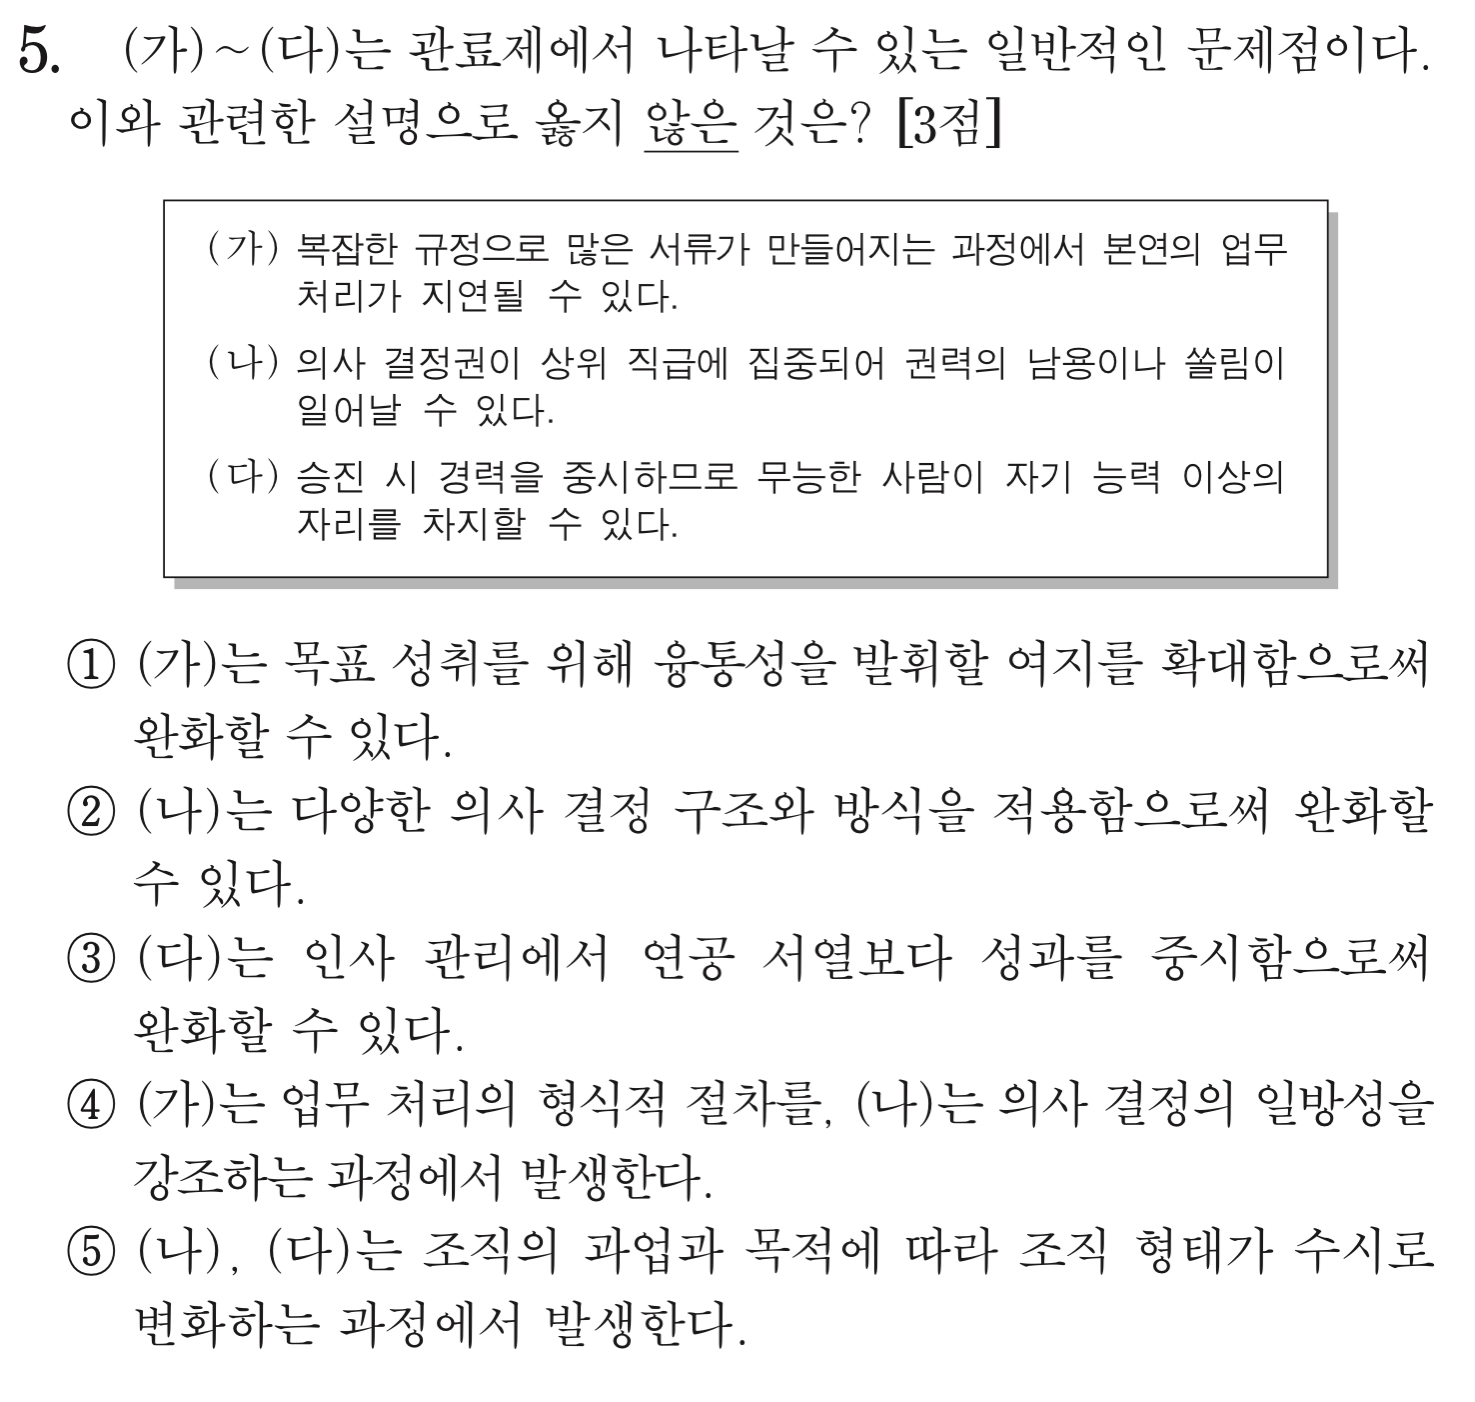 5. (가)~(다)는 관료제에서 나타날 수 있는 일반적인 문제점이다.
이와 관련한 설명으로 옳지 않은 것은? [3점]
(가) 복잡한 규정으로 많은 서류가 만들어지는 과정에서 본연의 업무
처리가 지연될 수 있다.
(나) 의사 결정권이 상위 직급에 집중되어 권력의 남용이나 쏠림이
일어날 수 있다.
(다) 승진 시 경력을 중시하므로 무능한 사람이 자기 능력 이상의
자리를 차지할 수 있다.
① (가)는 목표 성취를 위해 융통성을 발휘할 여지를 확대함으로써
완화할 수 있다.
② (나)는 다양한 의사 결정 구조와 방식을 적용함으로써 완화할
수 있다.
③ (다)는 인사 관리에서 연공 서열보다 성과를 중시함으로써
완화할 수 있다.
④ (가)는 업무 처리의 형식적 절차를, (나)는 의사 결정의 일방성을
강조하는 과정에서 발생한다.
⑤ (나), (다)는 조직의 과업과 목적에 따라 조직 형태가 수시로
변화하는 과정에서 발생한다.